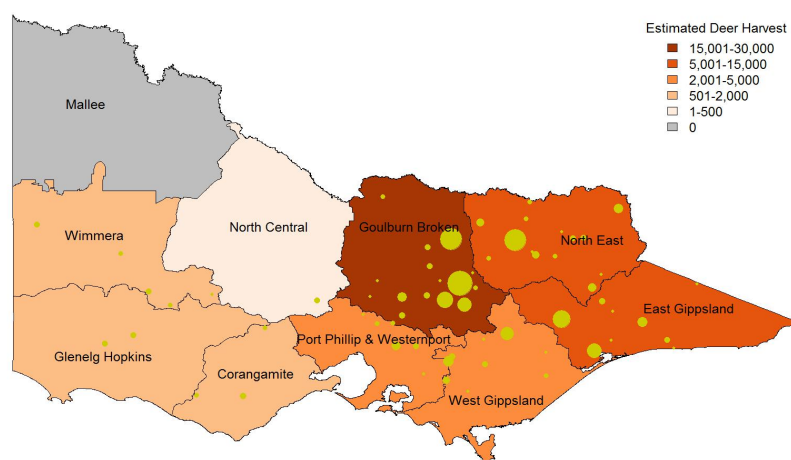 Estimated Deer Harvest
15,001-30,000
5,001-15,000
2,001-5,000
501-2,000
1-500
0
Mallee
Wimmera
North Central
Goulburn Broken
North East
East Gippsland
Glenelg Hopkins
Port Phillip & Westernport
Corangamite
West Gippsland